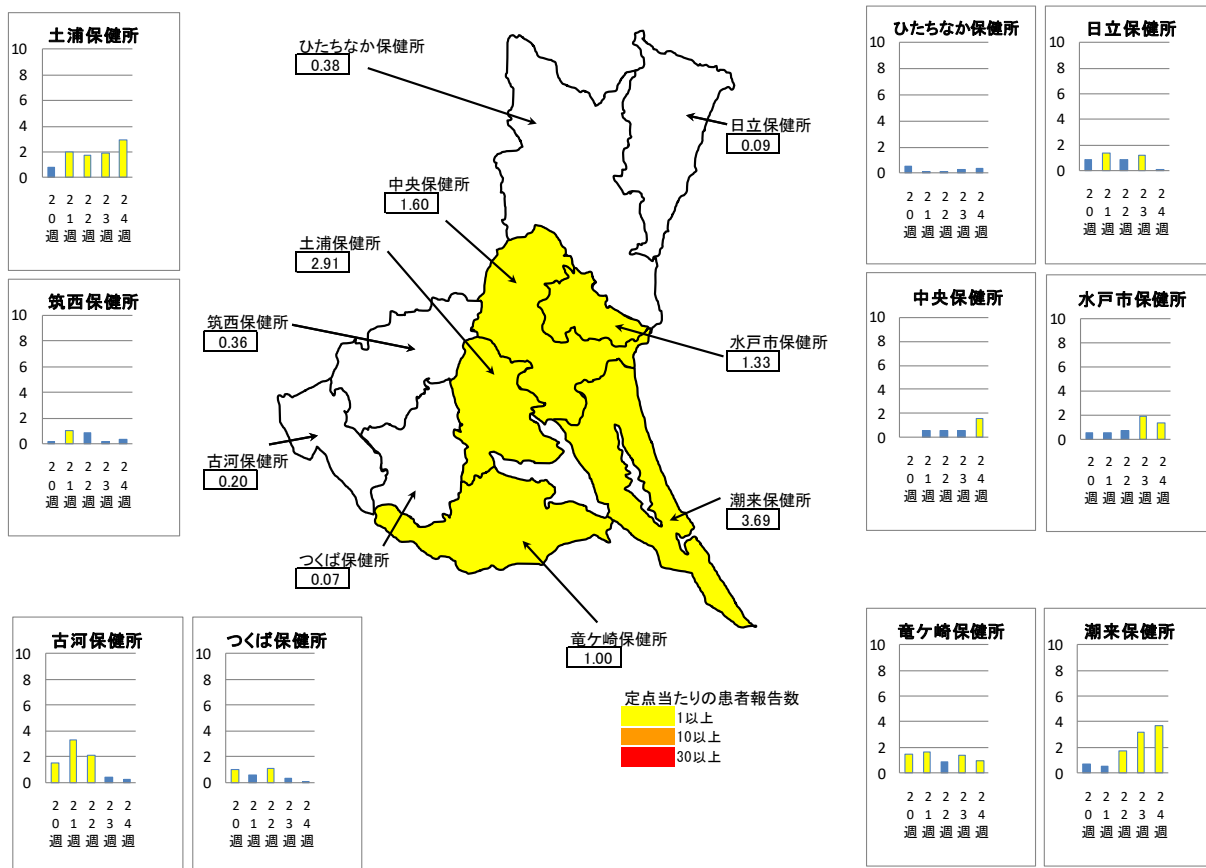 土浦保健所
10
8
6
4
2
0
20週
21週
22週
23週
24週
筑西保健所
10
8
6
4
2
0
20週
21週
22週
23週
24週
古河保健所
10
8
6
4
2
0
20週
21週
22週
23週
24週
つくば保健所
10
8
6
4
2
0
20週
21週
22週
23週
24週
ひたちなか保健所
0.38
日立保健所
0.09
中央保健所
1.60
土浦保健所
2.91
筑西保健所
0.36
水戸市保健所
1.33
古河保健所
0.20
潮来保健所
3.69
つくば保健所
0.07
竜ケ崎保健所
1.00
定点当たりの患者報告数
1以上
10以上
30以上
ひたちなか保健所
10
8
6
4
2
0
20週
21週
22週
23週
24週
日立保健所
10
8
6
4
2
0
20週
21週
22週
23週
24週
中央保健所
10
8
6
4
2
0
20週
21週
22週
23週
24週
水戸市保健所
10
8
6
4
2
0
20週
21週
22週
23週
24週
竜ケ崎保健所
10
8
6
4
2
0
20週
21週
22週
23週
24週
潮来保健所
10
8
6
4
2
0
20週
21週
22週
23週
24週